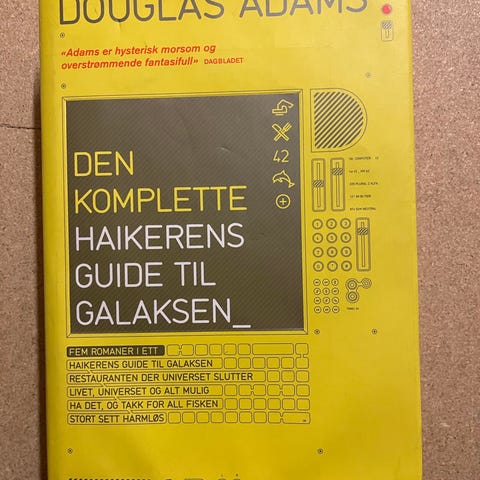 DOUGLAS ADAMS
«Adams er hysterisk morsom og
overstrømmende fantasifull» DAGBLADET
42
DEN
KOMPLETTE
HAIKERENS
GUIDE TIL
GALAKSEN_
FEM ROMANER I ETT
HAIKERENS GUIDE TIL GALAKSEN
RESTAURANTEN DER UNIVERSET SLUTTER
LIVET, UNIVERSET OG ALT MULIG
HA DET, OG TAKK FOR ALL FISKEN
STORT SETT HARMLØS